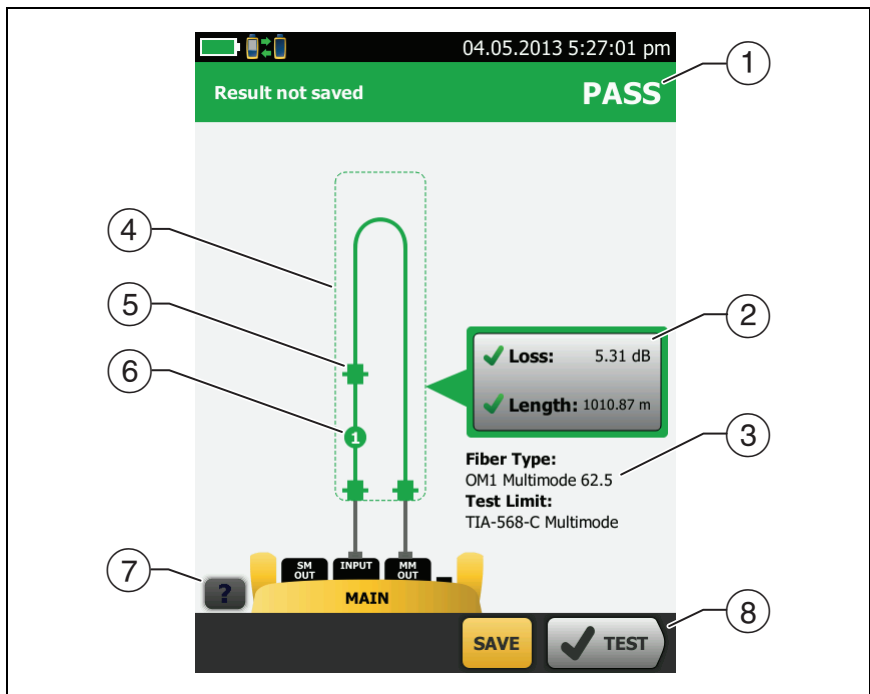 04.05.2013 5:27:01 pm
1
Result not saved PASS
4
5
2
Loss: 5.31 dB
6
Length: 1010.87 m
1
3
Fiber Type:
OM1 Multimode 62.5
Test Limit:
TIA-568-C Multimode
7
SM OUT
INPUT
MM OUT
?
MAIN
8
SAVE
TEST